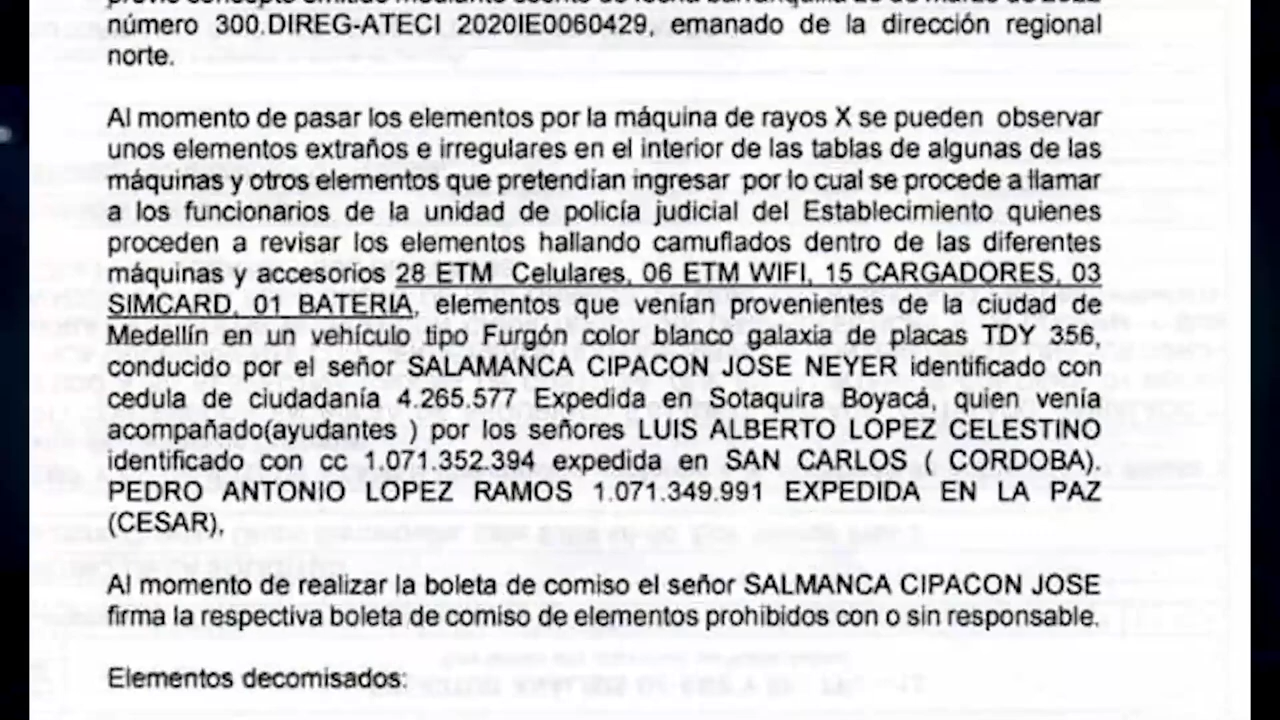 número 300.DIREG-ATECI 2020IE0060429, emanado de la dirección regional
norte.
Al momento de pasar los elementos por la máquina de rayos X se pueden observar
unos elementos extraños e irregulares en el interior de las tablas de algunas de las
máquinas y otros elementos que pretendían ingresar por lo cual se procede a llamar
a los funcionarios de la unidad de policía judicial del Establecimiento quienes
proceden a revisar los elementos hallando camuflados dentro de las diferentes
máquinas y accesorios 28 ETM Celulares, 06 ETM WIFI, 15 CARGADORES, 03
SIMCARD, 01 BATERIA, elementos que venían provenientes de la ciudad de
Medellín en un vehículo tipo Furgón color blanco galaxia de placas TDY 356,
conducido por el señor SALAMANCA CIPACON JOSE NEYER identificado con
cedula de ciudadanía 4.265.577 Expedida en Sotaquira Boyacá, quien venía
acompañado(ayudantes ) por los señores LUIS ALBERTO LOPEZ CELESTINO
identificado con cc 1.071.352.394 expedida en SAN CARLOS ( CORDOBA).
PEDRO ANTONIO LOPEZ RAMOS 1.071.349.991 EXPEDIDA EN LA PAZ
(CESAR),
Al momento de realizar la boleta de comiso el señor SALMANCA CIPACON JOSE
firma la respectiva boleta de comiso de elementos prohibidos con o sin responsable.
Elementos decomisados: